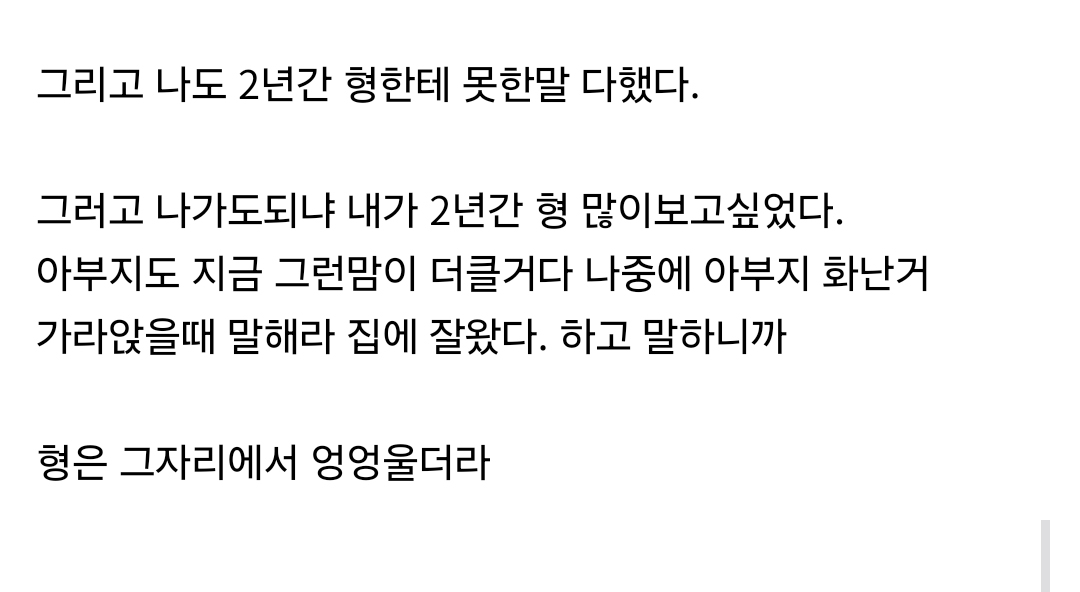 그리고 나도 2년간 형한테 못한말 다했다.
그러고 나가도되냐 내가 2년간 형 많이보고싶었다.
아부지도 지금 그런맘이 더클거다 나중에 아부지 화난거
가라앉을때 말해라 집에 잘왔다. 하고 말하니까
형은 그자리에서 엉엉울더라